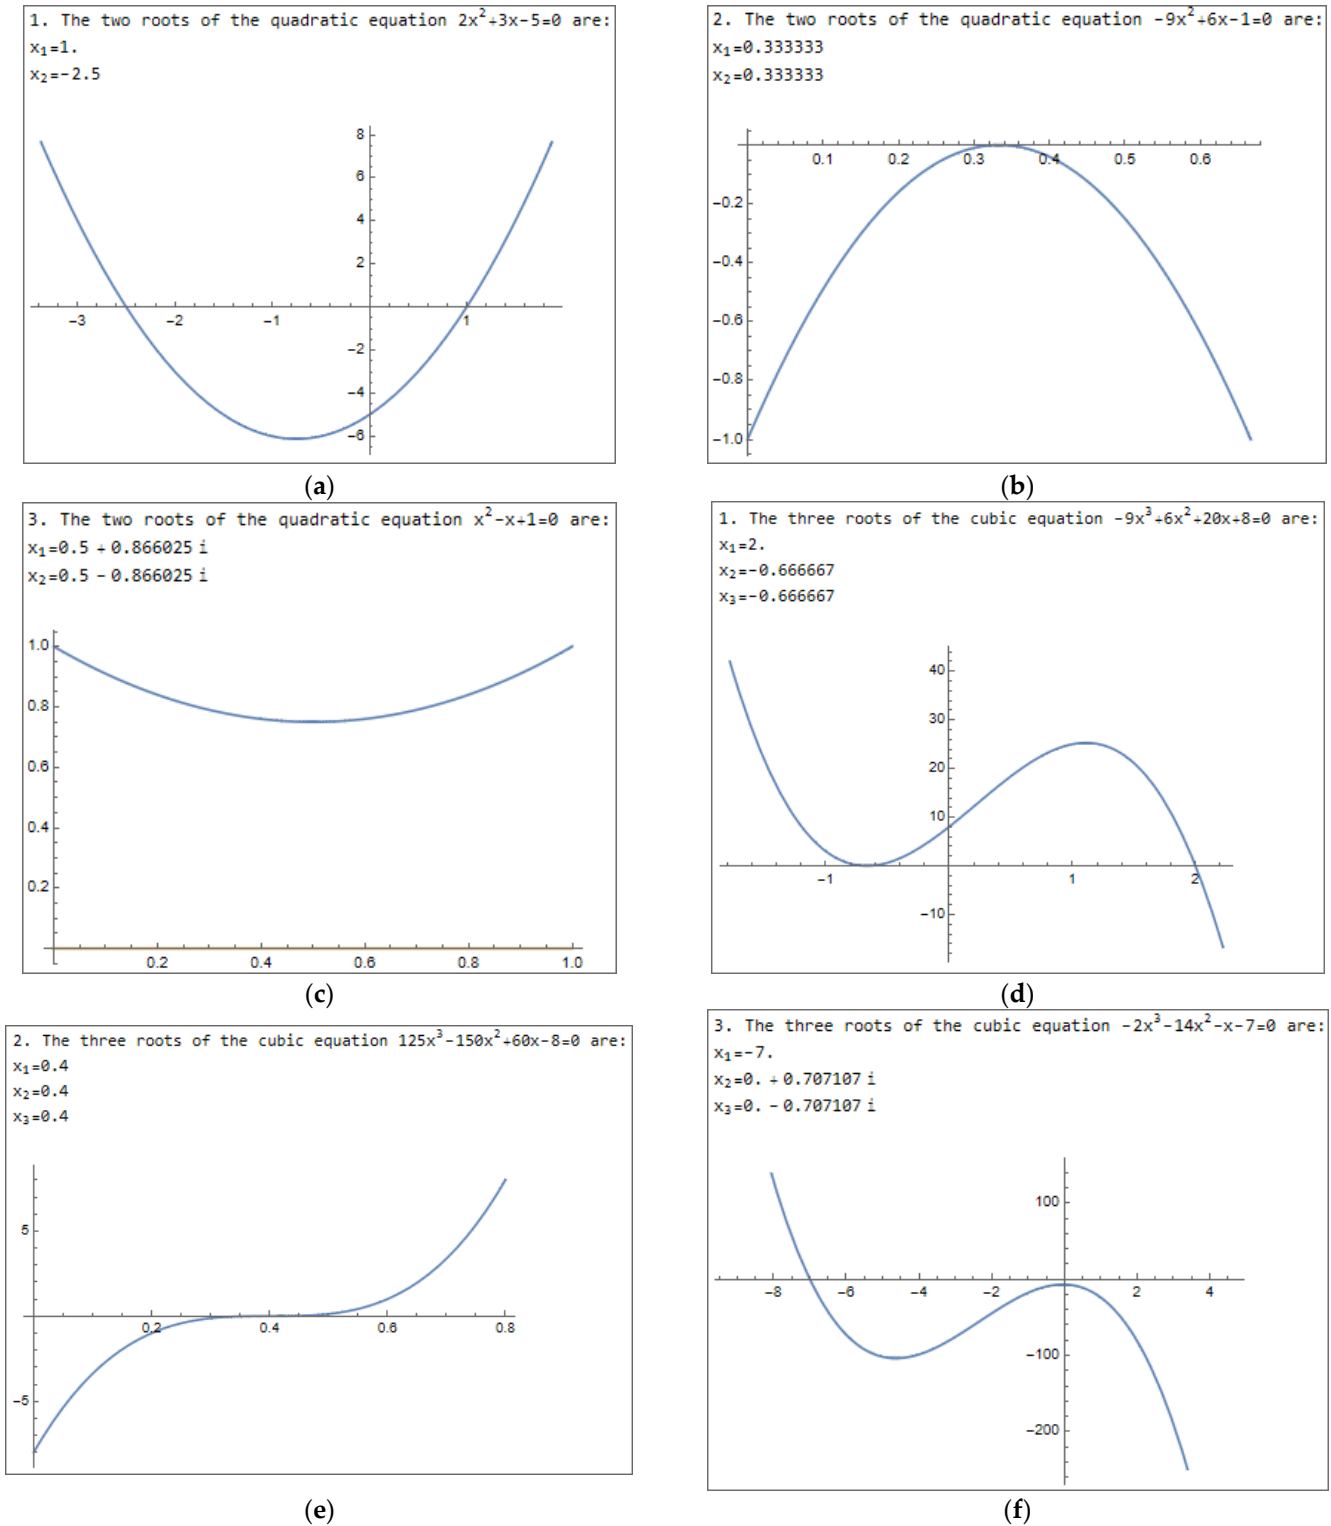 1. The two roots of the quadratic equation 2x²+3x-5=0 are:
x₁=1.
x₂=-2.5
8
6
4
2
-3 -2 -1 1
-2
-4
-6
(a)
2. The two roots of the quadratic equation -9x²+6x-1=0 are:
x₁=0.333333
x₂=0.333333
0.1 0.2 0.3 0.4 0.5 0.6
-0.2
-0.4
-0.6
-0.8
-1.0
(b)
3. The two roots of the quadratic equation x²-x+1=0 are:
x₁=0.5 + 0.866025 i
x₂=0.5 - 0.866025 i
1.0
0.8
0.6
0.4
0.2
0.2 0.4 0.6 0.8 1.0
(c)
1. The three roots of the cubic equation -9x³+6x²+20x+8=0 are:
x₁=2.
x₂=-0.666667
x₃=-0.666667
40
30
20
10
-1 1 2
-10
(d)
2. The three roots of the cubic equation 125x³-150x²+60x-8=0 are:
x₁=0.4
x₂=0.4
x₃=0.4
5
0.2 0.4 0.6 0.8
-5
(e)
3. The three roots of the cubic equation -2x³-14x²-x-7=0 are:
x₁=-7.
x₂=0. + 0.707107 i
x₃=0. - 0.707107 i
100
-8 -6 -4 -2 2 4
-100
-200
(f)